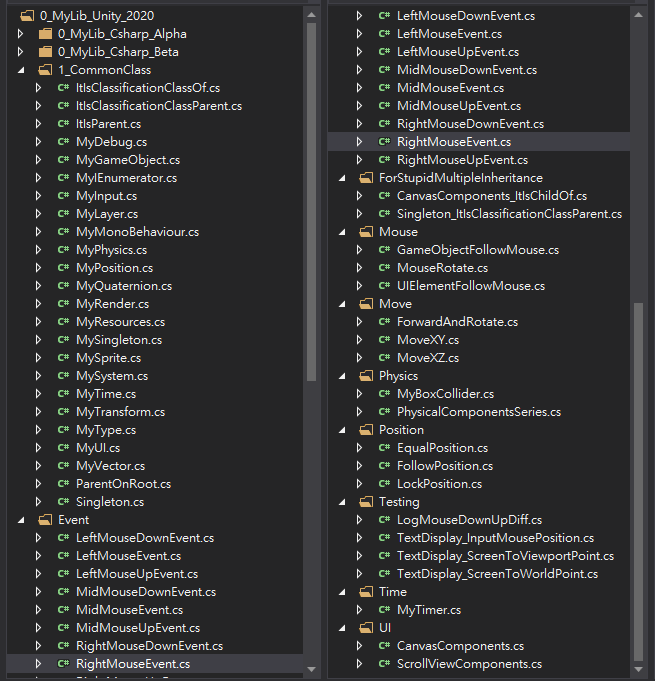 0_MyLib_Unity_2020
0_MyLib_Csharp_Alpha
0_MyLib_Csharp_Beta
1_CommonClass
C# ItIsClassificationClassOf.cs
C# ItIsClassificationClassParent.cs
C# ItIsParent.cs
C# MyDebug.cs
C# MyGameObject.cs
C# MyIEnumerator.cs
C# MyInput.cs
C# MyLayer.cs
C# MyMonoBehaviour.cs
C# MyPhysics.cs
C# MyPosition.cs
C# MyQuaternion.cs
C# MyRender.cs
C# MyResources.cs
C# MySingleton.cs
C# MySprite.cs
C# MySystem.cs
C# MyTime.cs
C# MyTransform.cs
C# MyType.cs
C# MyUI.cs
C# MyVector.cs
C# ParentOnRoot.cs
C# Singleton.cs
Event
C# LeftMouseDownEvent.cs
C# LeftMouseEvent.cs
C# LeftMouseUpEvent.cs
C# MidMouseDownEvent.cs
C# MidMouseEvent.cs
C# MidMouseUpEvent.cs
C# RightMouseDownEvent.cs
C# RightMouseEvent.cs
C# LeftMouseDownEvent.cs
C# LeftMouseEvent.cs
C# LeftMouseUpEvent.cs
C# MidMouseDownEvent.cs
C# MidMouseEvent.cs
C# MidMouseUpEvent.cs
C# RightMouseDownEvent.cs
C# RightMouseEvent.cs
C# RightMouseUpEvent.cs
ForStupidMultipleInheritance
C# CanvasComponents_ItIsChildOf.cs
C# Singleton_ItIsClassificationClassParent.cs
Mouse
C# GameObjectFollowMouse.cs
C# MouseRotate.cs
C# UIElementFollowMouse.cs
Move
C# ForwardAndRotate.cs
C# MoveXY.cs
C# MoveXZ.cs
Physics
C# MyBoxCollider.cs
C# PhysicalComponentsSeries.cs
Position
C# EqualPosition.cs
C# FollowPosition.cs
C# LockPosition.cs
Testing
C# LogMouseDownUpDiff.cs
C# TextDisplay_InputMousePosition.cs
C# TextDisplay_ScreenToViewportPoint.cs
C# TextDisplay_ScreenToWorldPoint.cs
Time
C# MyTimer.cs
UI
C# CanvasComponents.cs
C# ScrollViewComponents.cs